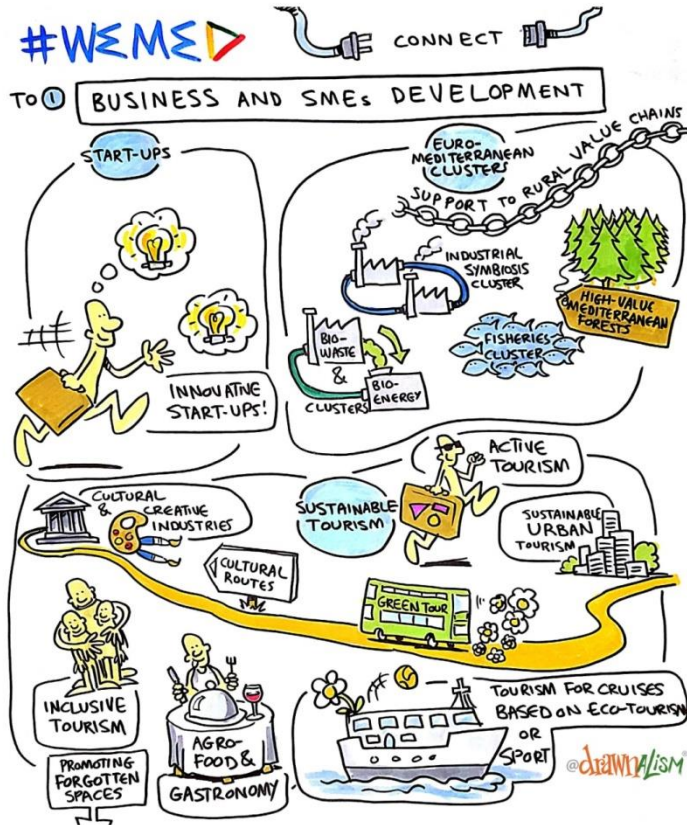 #WEMED
CONNECT
TO 1 BUSINESS AND SMEs DEVELOPMENT
START-UPS
INNOVATIVE
START-UPS!
EURO-
MEDITERRANEAN
CLUSTERS
SUPPORT TO RURAL VALUE CHAINS
INDUSTRIAL
SYMBIOSIS
CLUSTER
HIGH-VALUE
MEDITERRANEAN
FORESTS
FISHERIES
CLUSTER
BIO-
WASTE
&
BIO-
ENERGY
CLUSTERS
SUSTAINABLE
TOURISM
ACTIVE
TOURISM
CULTURAL
& CREATIVE
INDUSTRIES
SUSTAINABLE
URBAN
TOURISM
CULTURAL
ROUTES
GREEN TOUR
INCLUSIVE
TOURISM
PROMOTING
FORGOTTEN
SPACES
AGRO-
FOOD &
GASTRONOMY
TOURISM FOR CRUISES
BASED ON ECO-TOURISM
OR
SPORT
@drawnalism